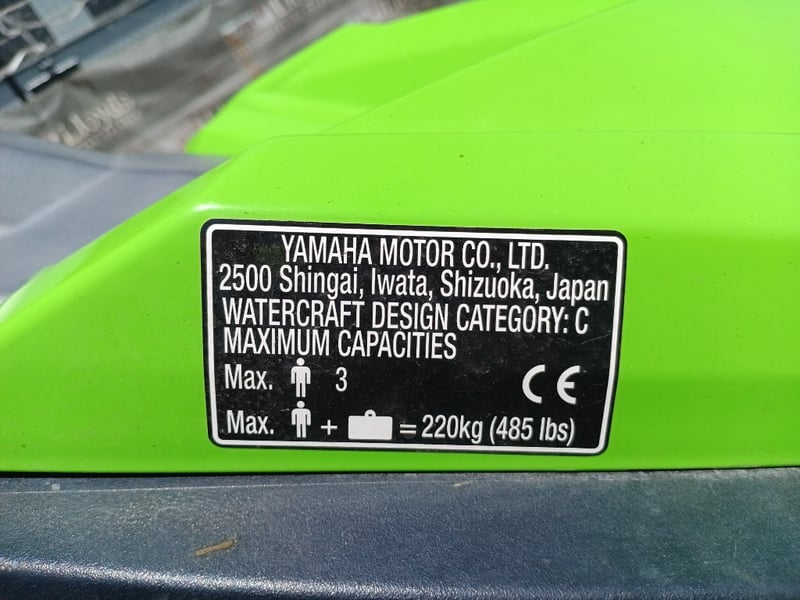 Lloyds
YAMAHA MOTOR CO., LTD.
2500 Shingai, Iwata, Shizuoka, Japan
WATERCRAFT DESIGN CATEGORY: C
MAXIMUM CAPACITIES
Max. 3
CE
Max. + = 220kg (485 lbs)